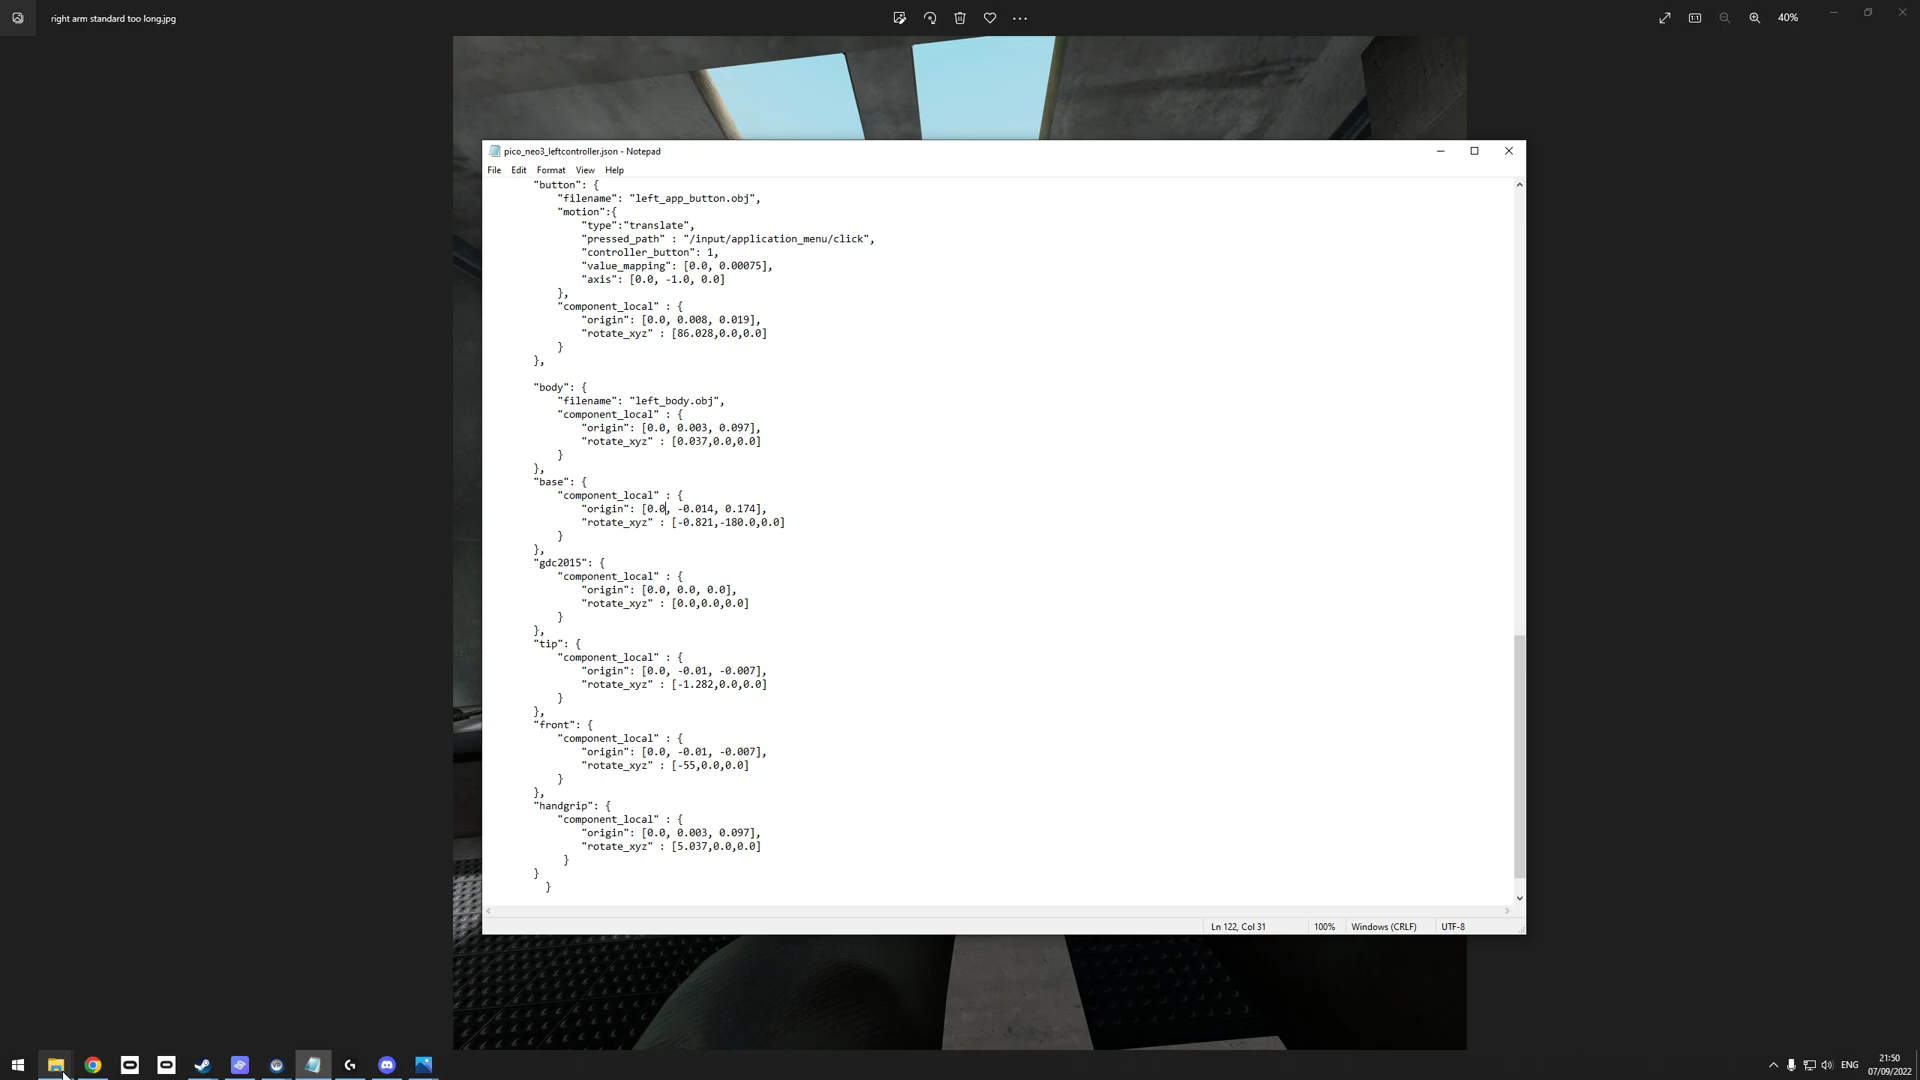 right arm standard too long.jpg
40%
pico_neo3_leftcontroller.json - Notepad
File Edit Format View Help
"button": {
"filename": "left_app_button.obj",
"motion":{
"type":"translate",
"pressed_path" : "/input/application_menu/click",
"controller_button": 1,
"value_mapping": [0.0, 0.00075],
"axis": [0.0, -1.0, 0.0]
},
"component_local" : {
"origin": [0.0, 0.008, 0.019],
"rotate_xyz" : [86.028,0.0,0.0]
}
},
"body": {
"filename": "left_body.obj",
"component_local" : {
"origin": [0.0, 0.003, 0.097],
"rotate_xyz" : [0.037,0.0,0.0]
}
},
"base": {
"component_local" : {
"origin": [0.0, -0.014, 0.174],
"rotate_xyz" : [-0.821,-180.0,0.0]
}
},
"gdc2015": {
"component_local" : {
"origin": [0.0, 0.0, 0.0],
"rotate_xyz" : [0.0,0.0,0.0]
}
},
"tip": {
"component_local" : {
"origin": [0.0, -0.01, -0.007],
"rotate_xyz" : [-1.282,0.0,0.0]
}
},
"front": {
"component_local" : {
"origin": [0.0, -0.01, -0.007],
"rotate_xyz" : [-55,0.0,0.0]
}
},
"handgrip": {
"component_local" : {
"origin": [0.0, 0.003, 0.097],
"rotate_xyz" : [5.037,0.0,0.0]
}
}
}
Ln 122, Col 31 100% Windows (CRLF) UTF-8
ENG
21:50
07/09/2022